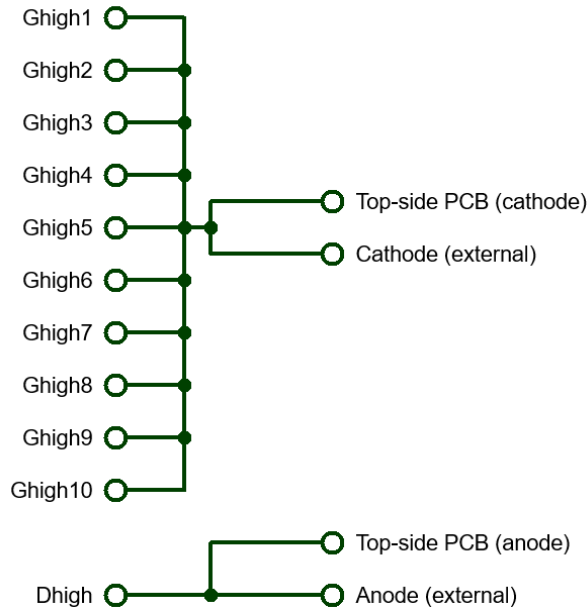 Ghigh1
Ghigh2
Ghigh3
Ghigh4
Ghigh5
Ghigh6
Ghigh7
Ghigh8
Ghigh9
Ghigh10
Top-side PCB (cathode)
Cathode (external)
Dhigh
Top-side PCB (anode)
Anode (external)